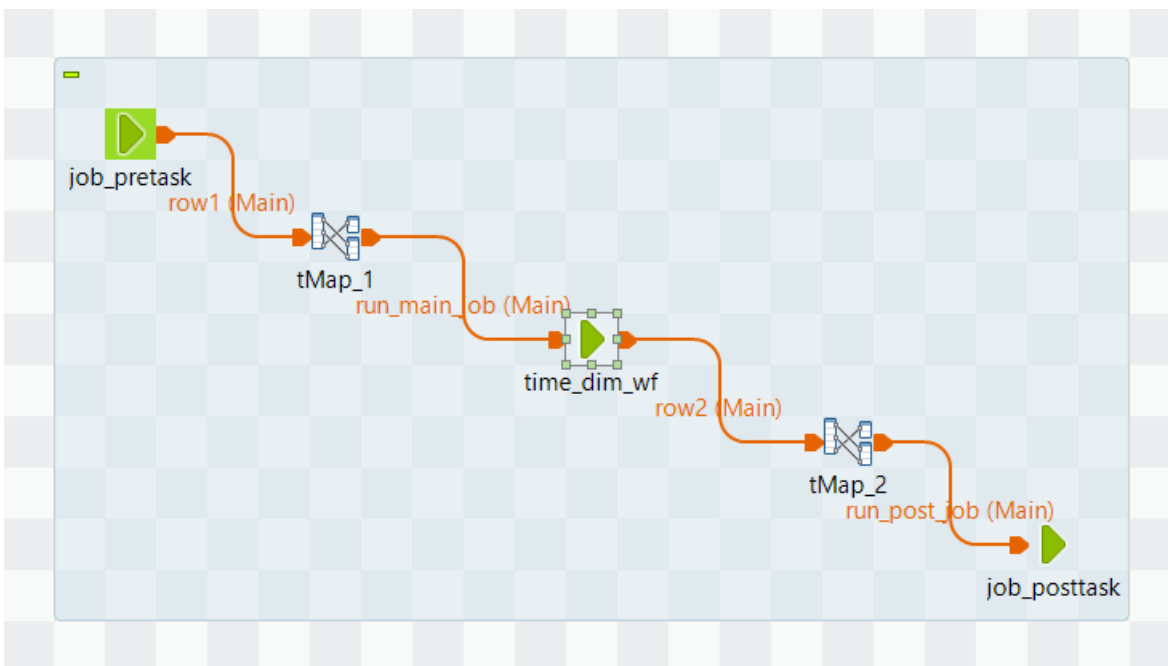 job_pretask
row1 (Main)
tMap_1
run_main_job (Main)
time_dim_wf
row2 (Main)
tMap_2
run_post_job (Main)
job_posttask